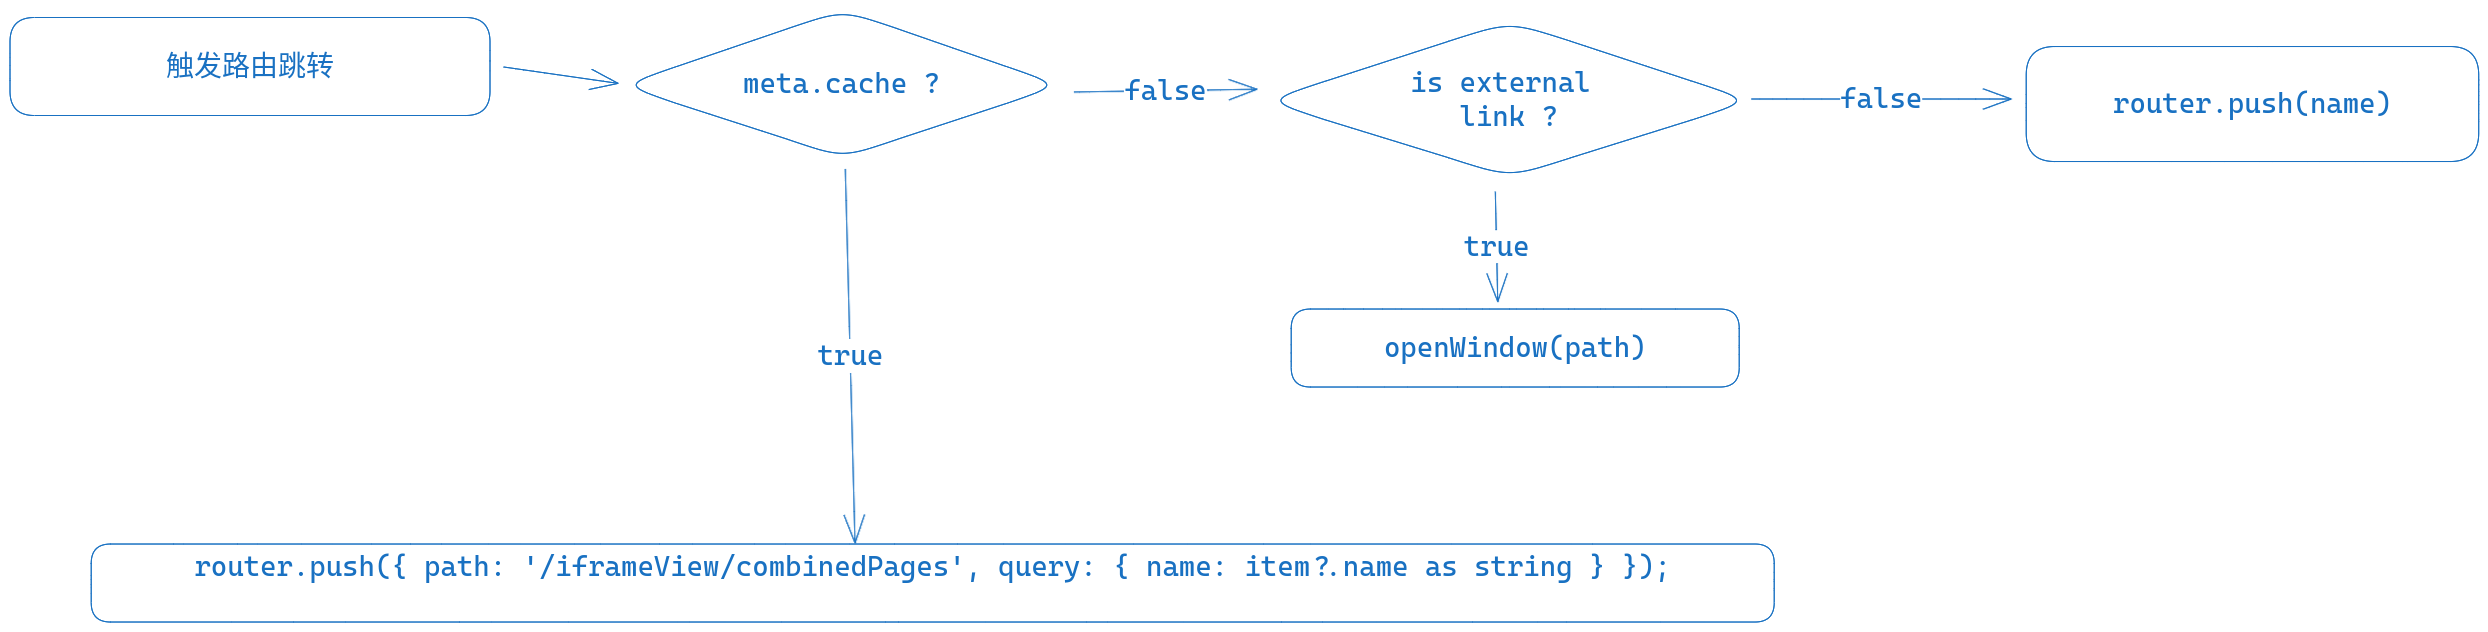 触发路由跳转
meta.cache ?
false
is external
link ?
false
router.push(name)
true
openWindow(path)
true
router.push({ path: '/iframeView/combinedPages', query: { name: item?.name as string } });